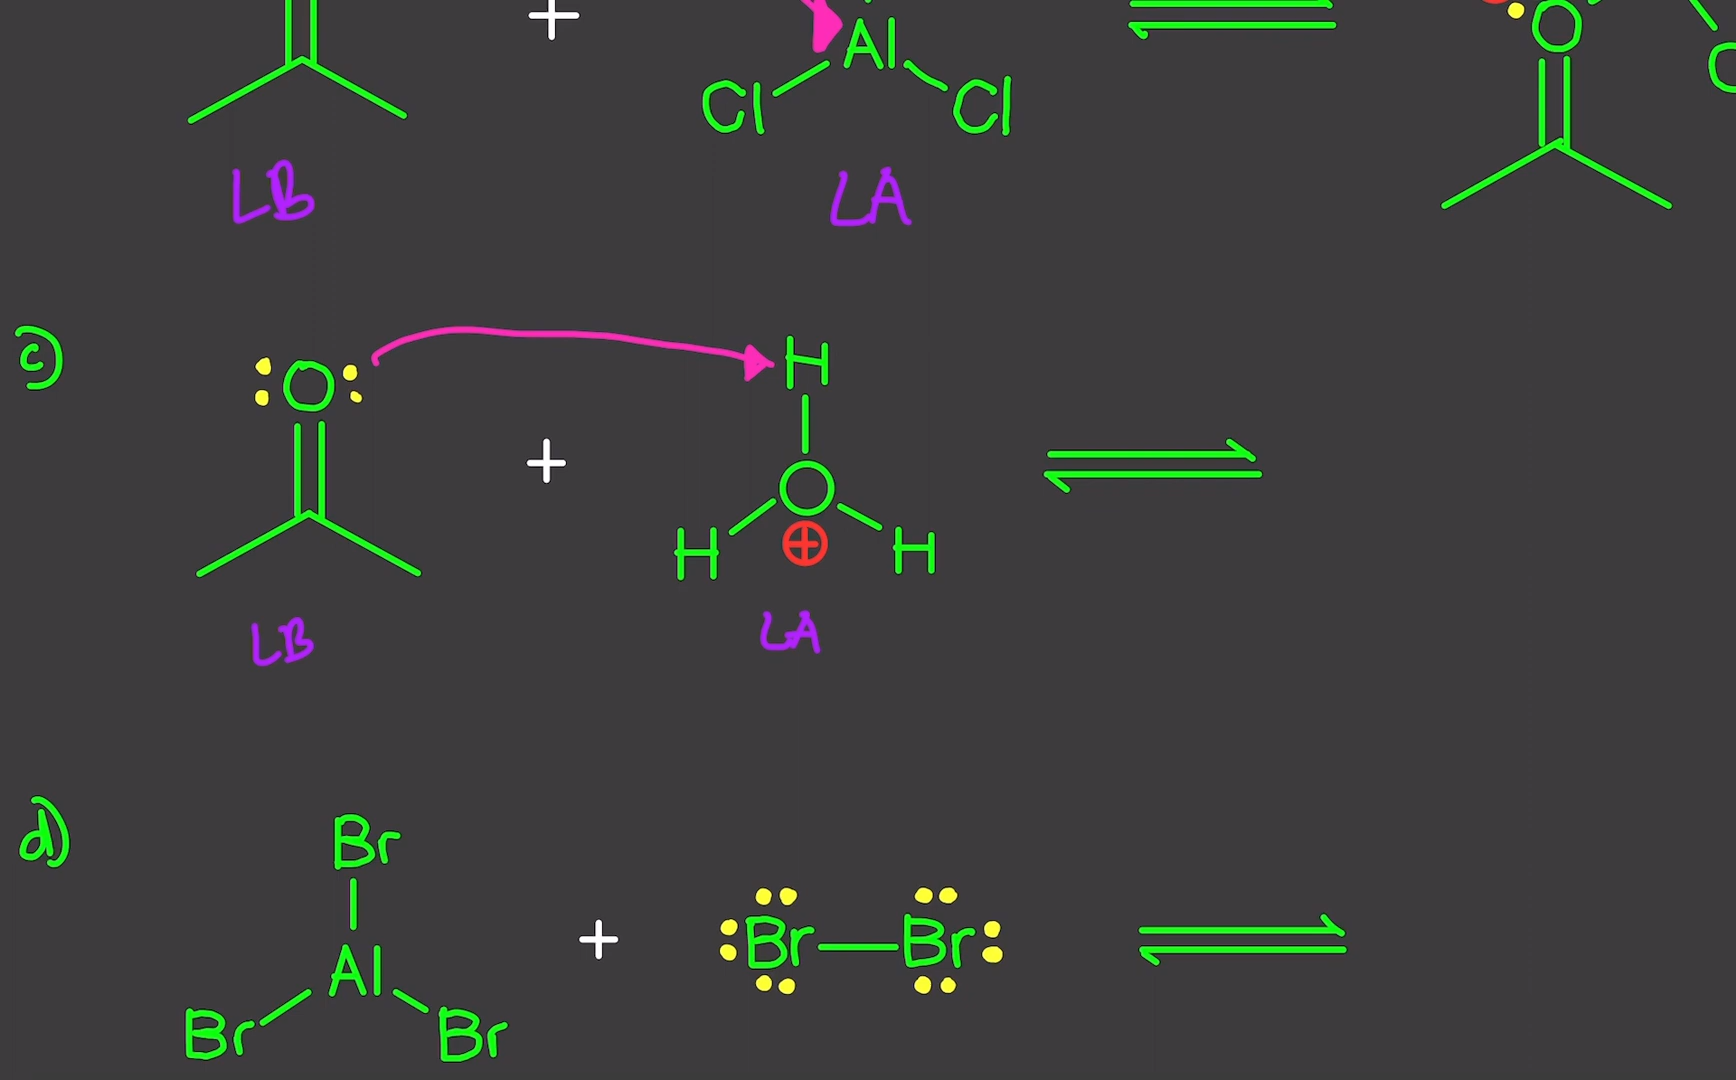 + Al
Cl Cl O
LB LA
c) O H
+ O
H ⊕ H
LB LA
d) Br
+ Br Br
Al
Br Br